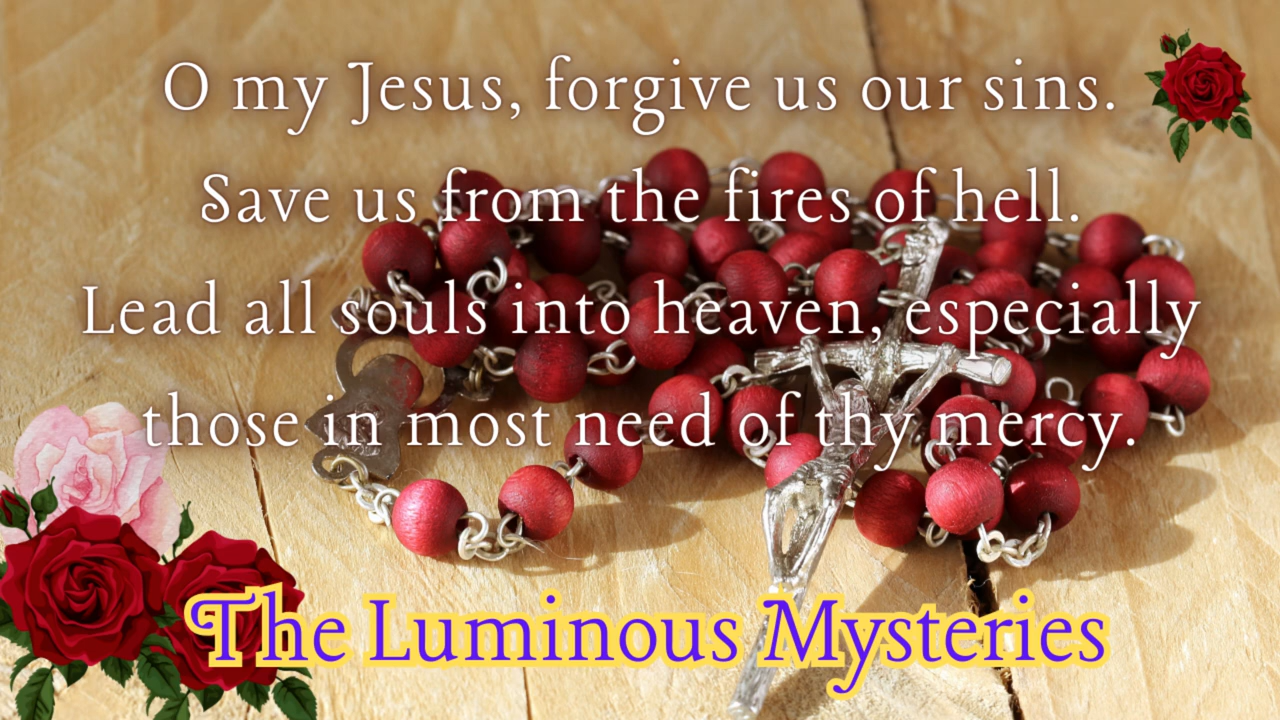 O my Jesus, forgive us our sins.
Save us from the fires of hell.
Lead all souls into heaven, especially
those in most need of thy mercy.
The Luminous Mysteries